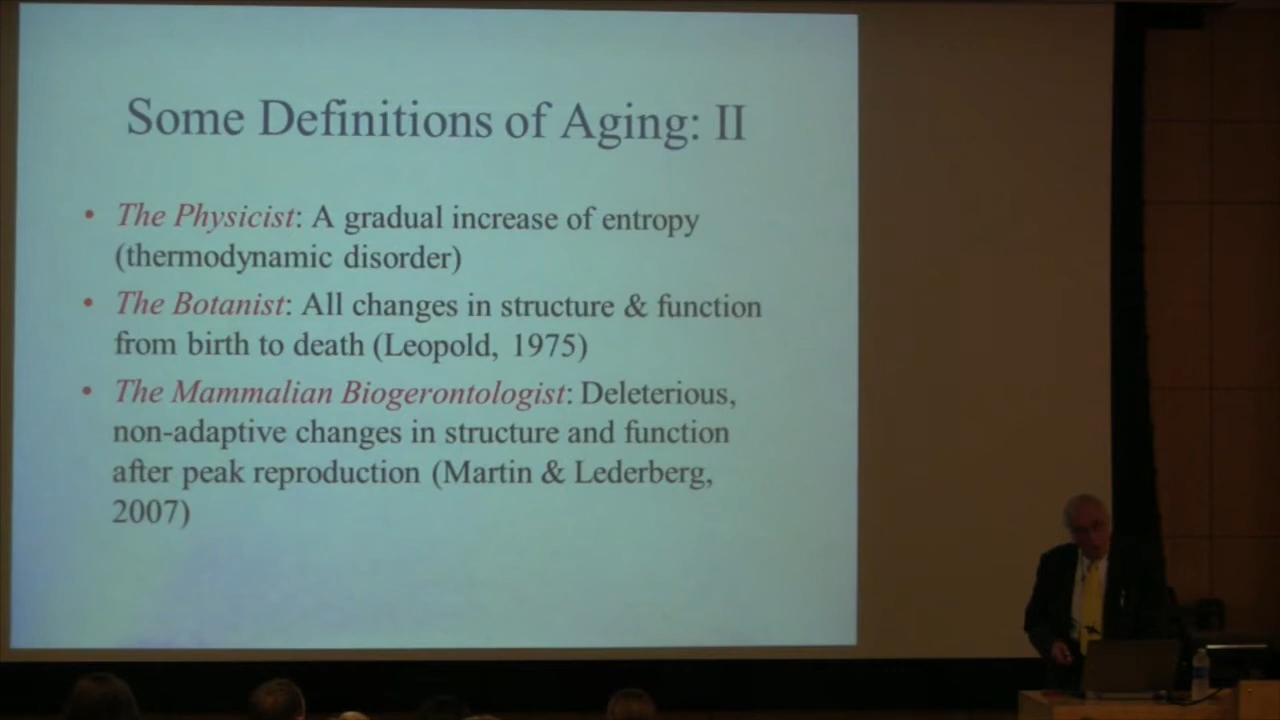 Some Definitions of Aging: II
• The Physicist: A gradual increase of entropy
(thermodynamic disorder)
• The Botanist: All changes in structure & function
from birth to death (Leopold, 1975)
• The Mammalian Biogerontologist: Deleterious,
non-adaptive changes in structure and function
after peak reproduction (Martin & Lederberg,
2007)